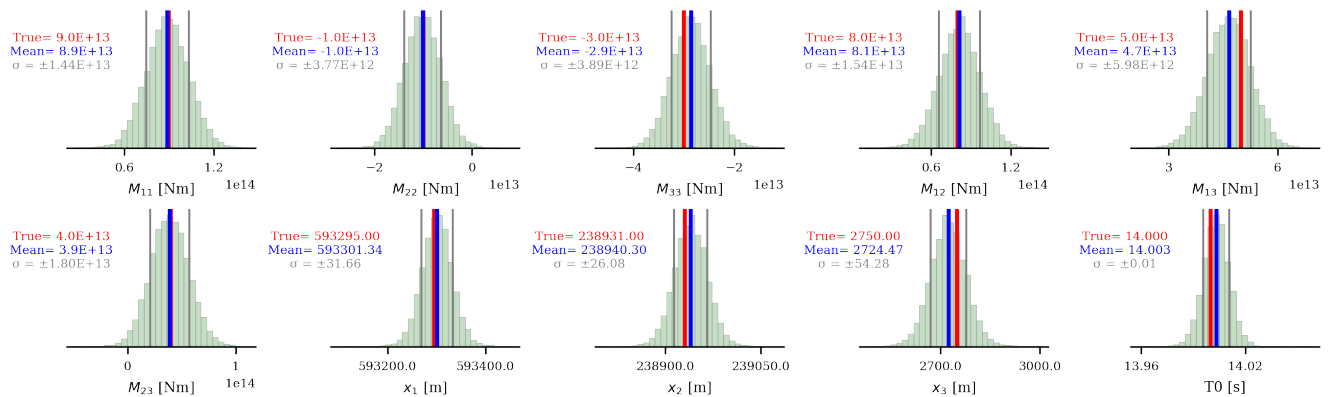 True= 9.0E+13
Mean= 8.9E+13
σ = ±1.44E+13
0.6
1.2
1e14
M11 [Nm]
True= -1.0E+13
Mean= -1.0E+13
σ = ±3.77E+12
−2
0
1e13
M22 [Nm]
True= -3.0E+13
Mean= -2.9E+13
σ = ±3.89E+12
−4
−2
1e13
M33 [Nm]
True= 8.0E+13
Mean= 8.1E+13
σ = ±1.54E+13
0.6
1.2
1e14
M12 [Nm]
True= 5.0E+13
Mean= 4.7E+13
σ = ±5.98E+12
3
6
1e13
M13 [Nm]
True= 4.0E+13
Mean= 3.9E+13
σ = ±1.80E+13
0
1
1e14
M23 [Nm]
True= 593295.00
Mean= 593301.34
σ = ±31.66
593200.0
593400.0
x1 [m]
True= 238931.00
Mean= 238940.30
σ = ±26.08
238900.0
239050.0
x2 [m]
True= 2750.00
Mean= 2724.47
σ = ±54.28
2700.0
3000.0
x3 [m]
True= 14.000
Mean= 14.003
σ = ±0.01
13.96
14.02
T0 [s]